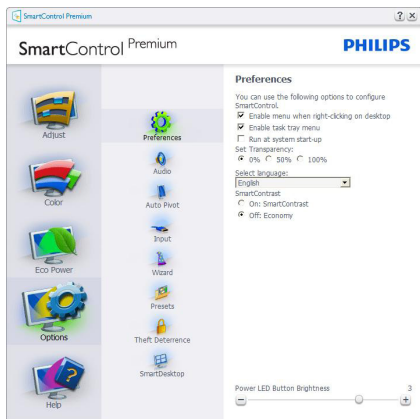 SmartControl Premium
SmartControl Premium
PHILIPS
Adjust
Color
Eco Power
Options
Help
Preferences
Audio
Auto Pivot
Input
Wizard
Presets
Theft Deterrence
SmartDesktop
Preferences
You can use the following options to configure
SmartControl.
Enable menu when right-clicking on desktop
Enable task tray menu
Run at system start-up
Set Transparency:
0% 50% 100%
Select language:
English
SmartContrast
On: SmartContrast
Off: Economy
Power LED Button Brightness 3